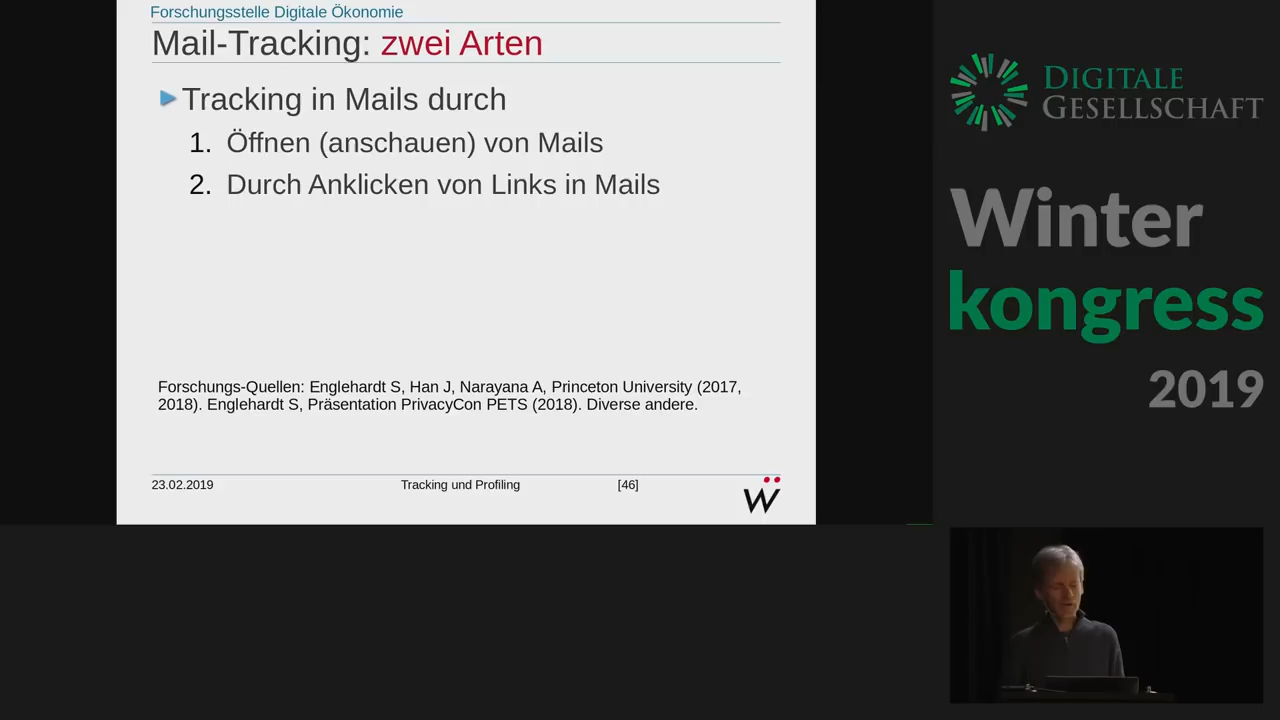 Forschungsstelle Digitale Ökonomie
Mail-Tracking: zwei Arten
Tracking in Mails durch
1. Öffnen (anschauen) von Mails
2. Durch Anklicken von Links in Mails
Forschungs-Quellen: Englehardt S, Han J, Narayana A, Princeton University (2017,
2018). Englehardt S, Präsentation PrivacyCon PETS (2018). Diverse andere.
23.02.2019 Tracking und Profiling [46]
DIGITALE
GESELLSCHAFT
Winter
kongress
2019